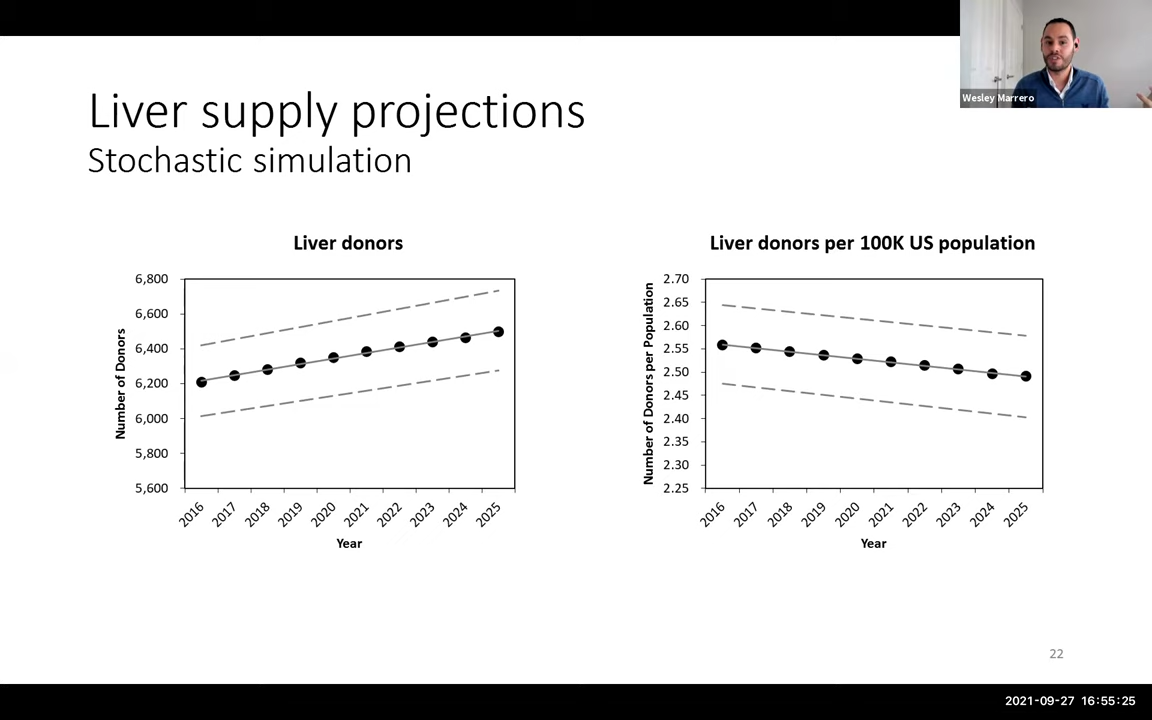 Wesley Marrero
Liver supply projections
Stochastic simulation
Liver donors
Number of Donors
6,800
6,600
6,400
6,200
6,000
5,800
5,600
2016 2017 2018 2019 2020 2021 2022 2023 2024 2025
Year
Liver donors per 100K US population
Number of Donors per Population
2.70
2.65
2.60
2.55
2.50
2.45
2.40
2.35
2.30
2.25
2016 2017 2018 2019 2020 2021 2022 2023 2024 2025
Year
22
2021-09-27 16:55:25